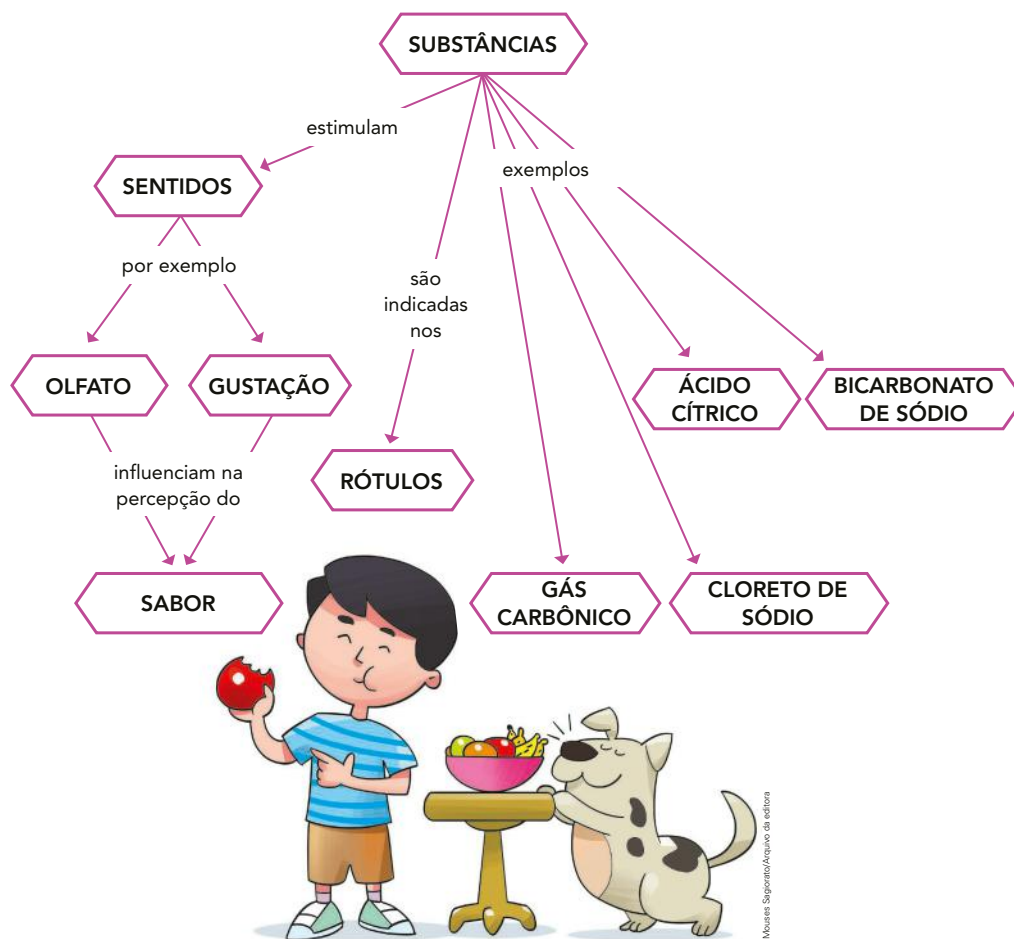 SUBSTÂNCIAS
estimulam
exemplos
SENTIDOS
por exemplo
são
indicadas
nos
OLFATO
GUSTAÇÃO
ÁCIDO
CÍTRICO
BICARBONATO
DE SÓDIO
influenciam na
percepção do
RÓTULOS
SABOR
GÁS
CARBÔNICO
CLORETO DE
SÓDIO
Mouses Sagiorato/Arquivo da editora